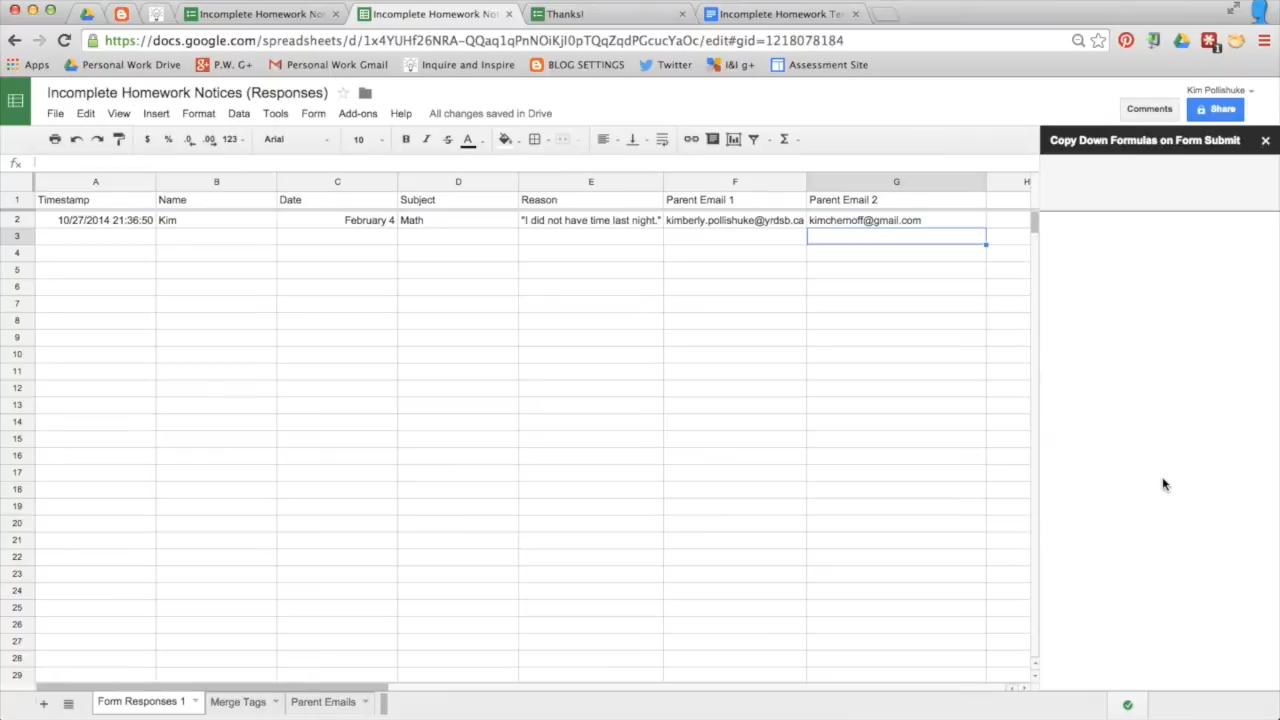 Incomplete Homework No
Incomplete Homework No
Thanks!
Incomplete Homework Te
https://docs.google.com/spreadsheets/d/1x4YUHf26NRA-QQaq1qPnNOiKjI0pTQqZqdPGcucYaOc/edit#gid=1218078184
Apps Personal Work Drive P.W. G+ Personal Work Gmail Inquire and Inspire BLOG SETTINGS Twitter I&I g+ Assessment Site
Incomplete Homework Notices (Responses)
Kim Pollishuke
File Edit View Insert Format Data Tools Form Add-ons Help All changes saved in Drive
Comments Share
$ % .0 .00 123 Arial 10 B I S A Σ
Copy Down Formulas on Form Submit
fx
A B C D E F G H
1 Timestamp Name Date Subject Reason Parent Email 1 Parent Email 2
2 10/27/2014 21:36:50 Kim February 4 Math "I did not have time last night." kimberly.pollishuke@yrdsb.ca kimchernoff@gmail.com
3
4
5
6
7
8
9
10
11
12
13
14
15
16
17
18
19
20
21
22
23
24
25
26
27
28
29
Form Responses 1 Merge Tags Parent Emails